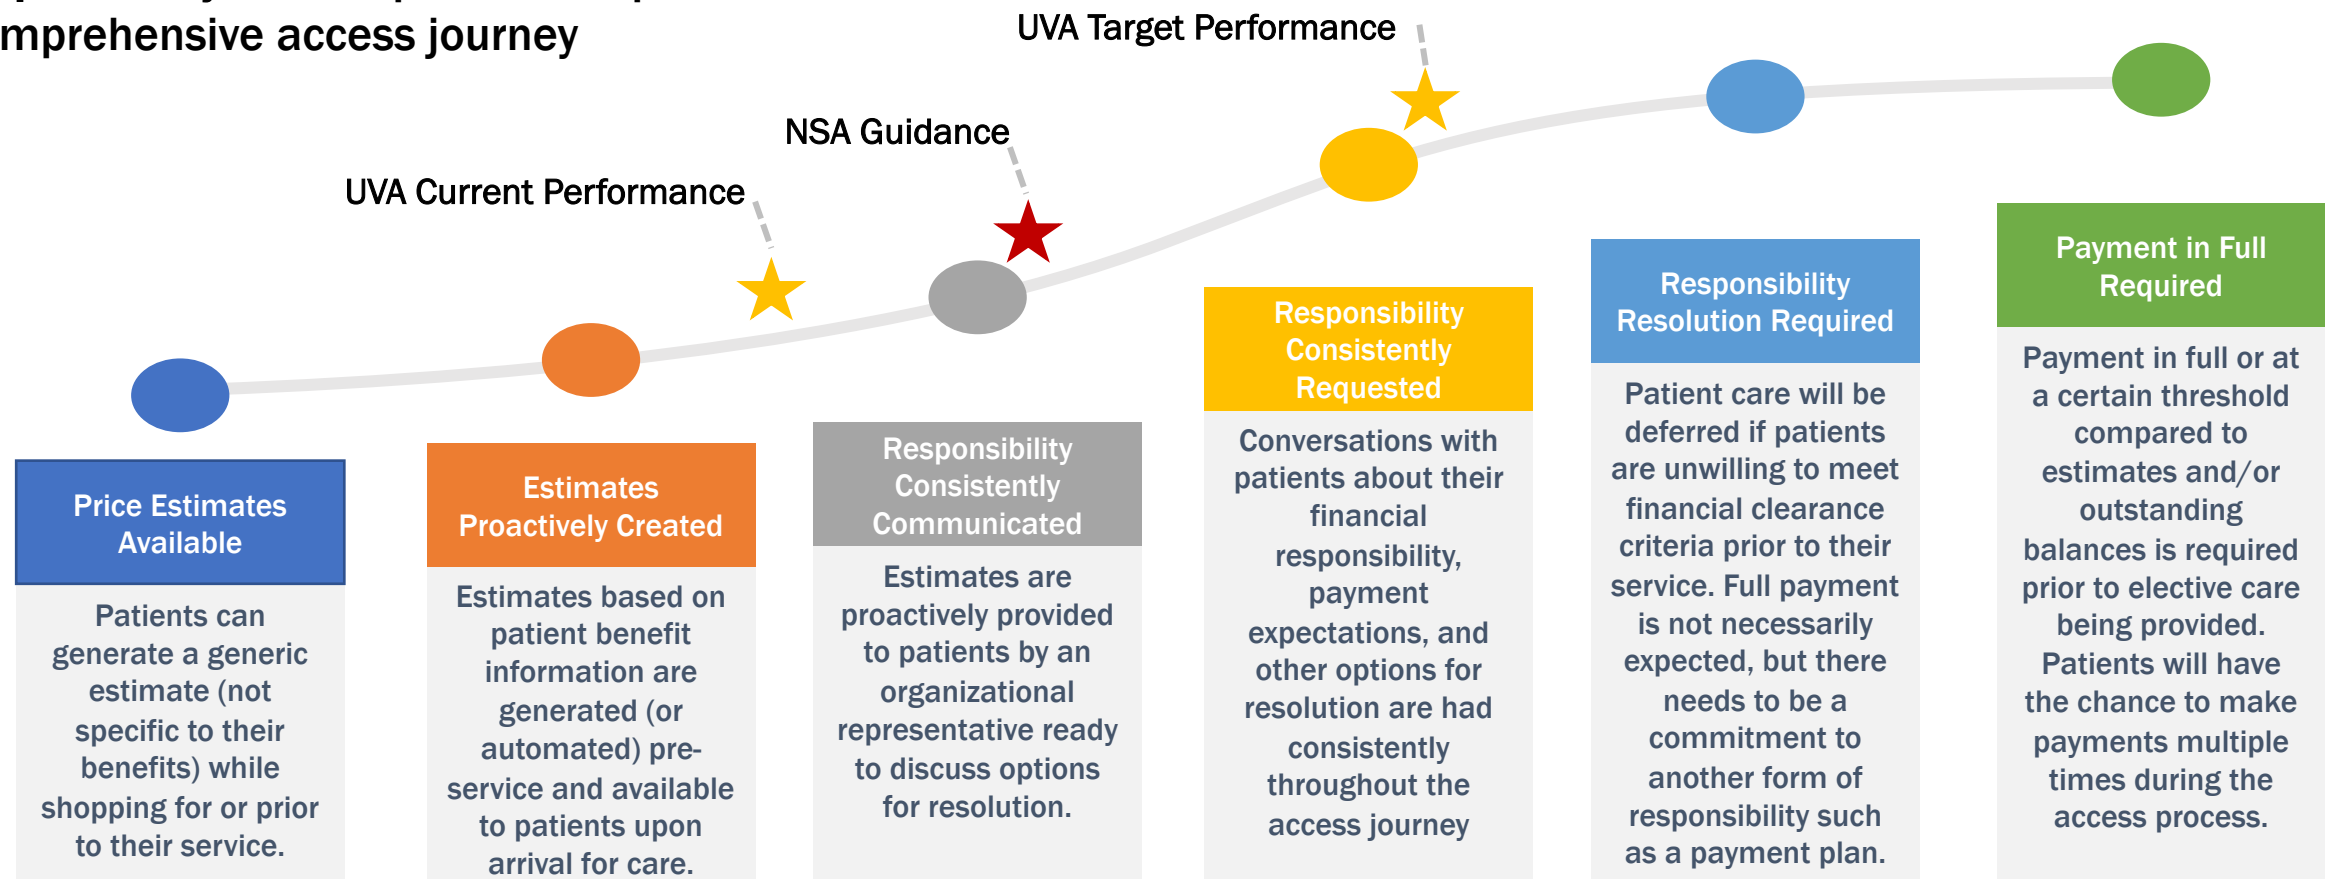 mprehensive access journey
UVA Target Performance
NSA Guidance
UVA Current Performance
Price Estimates
Available
Patients can
generate a generic
estimate (not
specific to their
benefits) while
shopping for or prior
to their service.
Estimates
Proactively Created
Estimates based on
patient benefit
information are
generated (or
automated) pre-
service and available
to patients upon
arrival for care.
Responsibility
Consistently
Communicated
Estimates are
proactively provided
to patients by an
organizational
representative ready
to discuss options
for resolution.
Responsibility
Consistently
Requested
Conversations with
patients about their
financial
responsibility,
payment
expectations, and
other options for
resolution are had
consistently
throughout the
access journey
Responsibility
Resolution Required
Patient care will be
deferred if patients
are unwilling to meet
financial clearance
criteria prior to their
service. Full payment
is not necessarily
expected, but there
needs to be a
commitment to
another form of
responsibility such
as a payment plan.
Payment in Full
Required
Payment in full or at
a certain threshold
compared to
estimates and/or
outstanding
balances is required
prior to elective care
being provided.
Patients will have
the chance to make
payments multiple
times during the
access process.